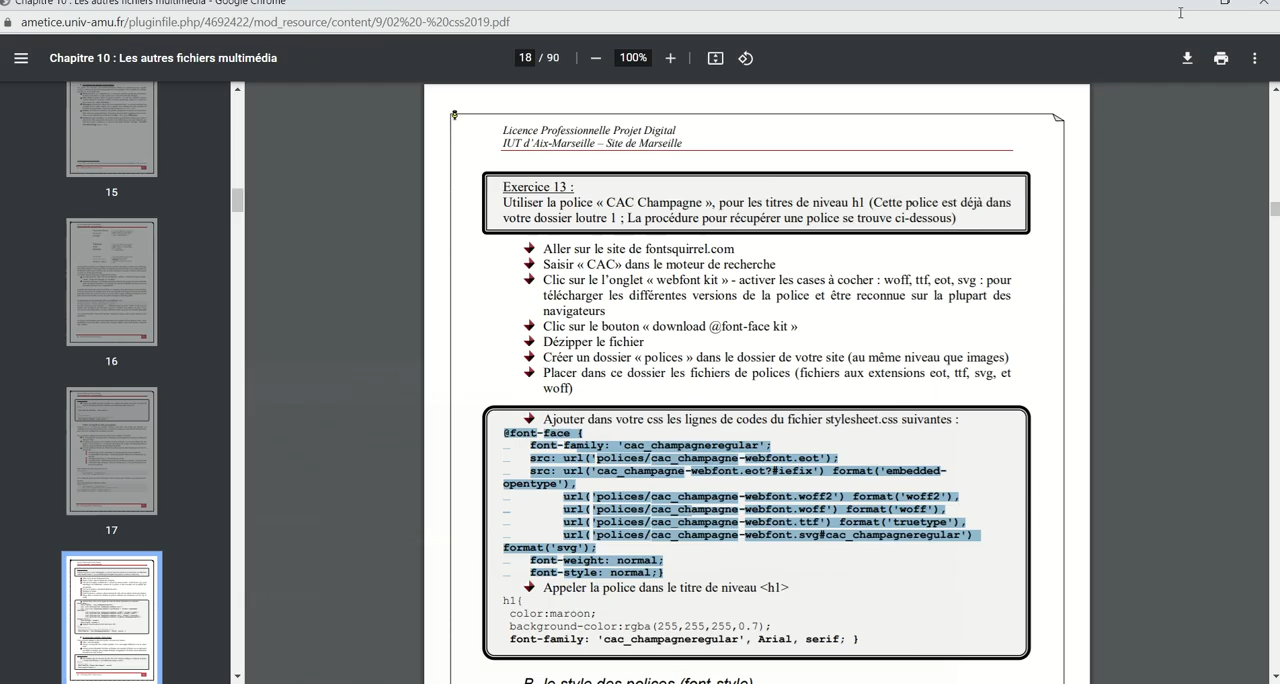 Chapitre 10 : Les autres fichiers multimédia - Google Chrome
ametice.univ-amu.fr/pluginfile.php/4692422/mod_resource/content/9/02%20-%20css2019.pdf
Chapitre 10 : Les autres fichiers multimédia
18 / 90
100%
15
16
17
Licence Professionnelle Projet Digital
IUT d'Aix-Marseille – Site de Marseille
Exercice 13 :
Utiliser la police « CAC Champagne », pour les titres de niveau h1 (Cette police est déjà dans
votre dossier loutre 1 ; La procédure pour récupérer une police se trouve ci-dessous)
Aller sur le site de fontsquirrel.com
Saisir « CAC» dans le moteur de recherche
Clic sur le l'onglet « webfont kit » - activer les cases à cocher : woff, ttf, eot, svg : pour
télécharger les différentes versions de la police et être reconnue sur la plupart des
navigateurs
Clic sur le bouton « download @font-face kit »
Dézipper le fichier
Créer un dossier « polices » dans le dossier de votre site (au même niveau que images)
Placer dans ce dossier les fichiers de polices (fichiers aux extensions eot, ttf, svg, et
woff)
Ajouter dans votre css les lignes de codes du fichier stylesheet.css suivantes :
@font-face {
font-family: 'cac_champagneregular';
src: url('polices/cac_champagne-webfont.eot');
src: url('cac_champagne-webfont.eot?#iefix') format('embedded-
opentype'),
url('polices/cac_champagne-webfont.woff2') format('woff2'),
url('polices/cac_champagne-webfont.woff') format('woff'),
url('polices/cac_champagne-webfont.ttf') format('truetype'),
url('polices/cac_champagne-webfont.svg#cac_champagneregular')
format('svg');
font-weight: normal;
font-style: normal;}
Appeler la police dans le titre de niveau <h1>
h1{
color:maroon;
background-color:rgba(255,255,255,0.7);
font-family: 'cac_champagneregular', Arial, serif; }
B. le style des polices (font-style)